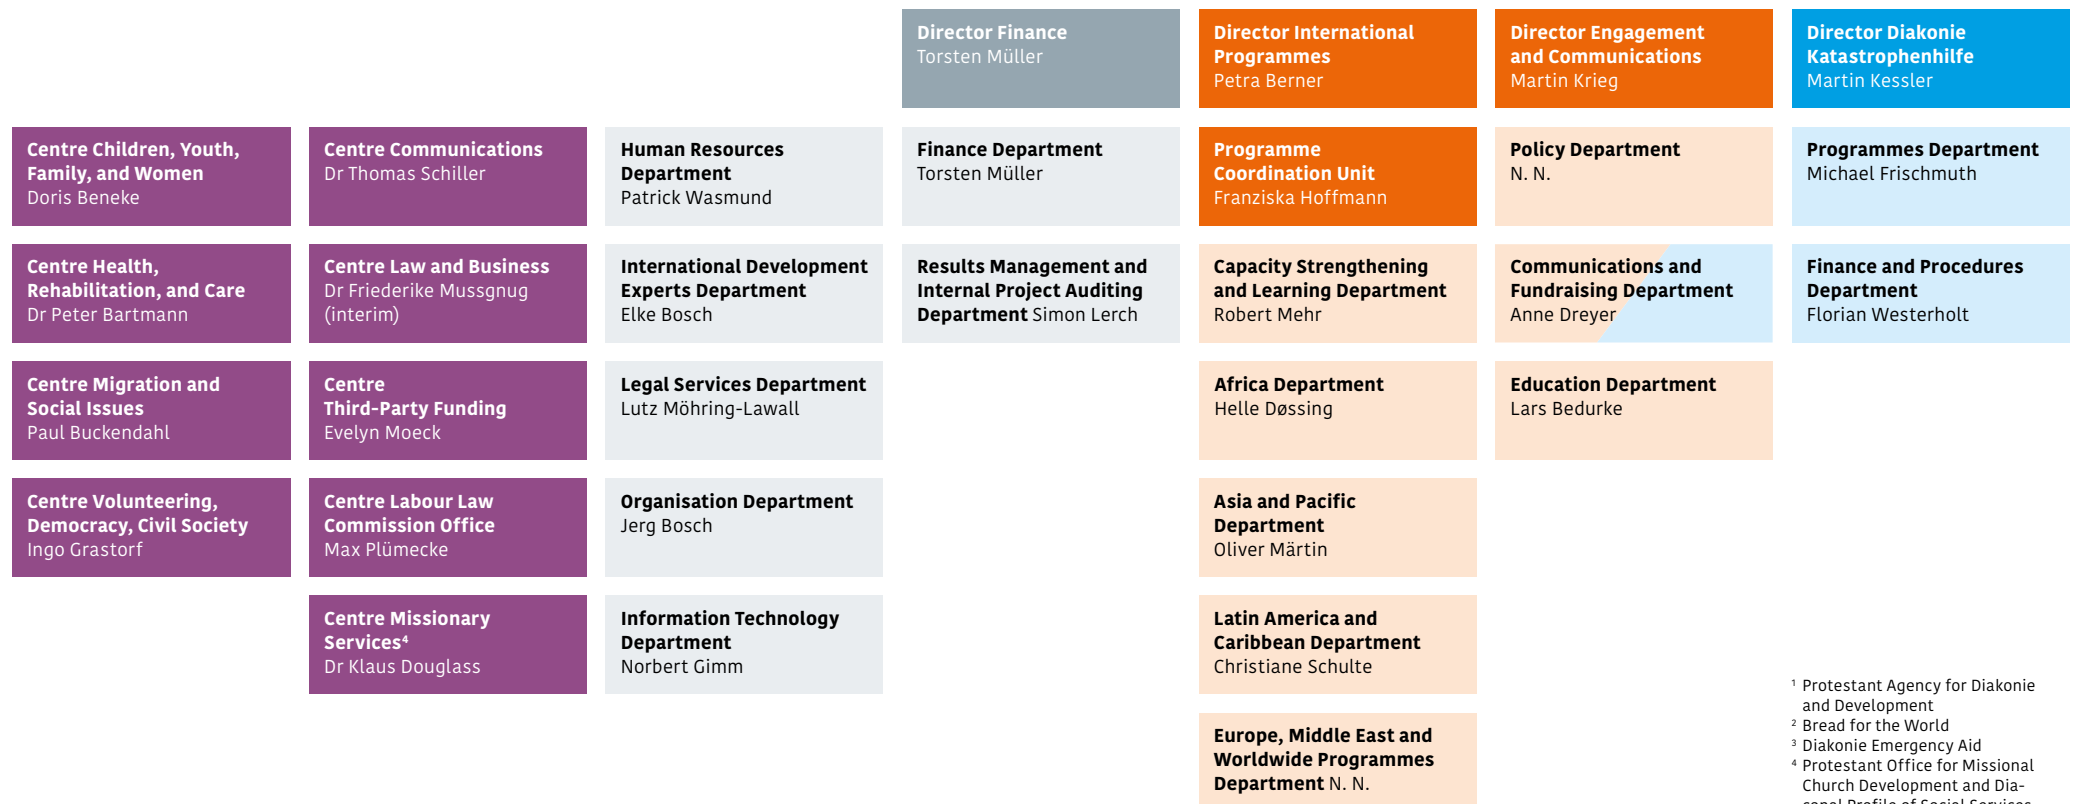 Director Finance
Torsten Müller
Director International
Programmes
Petra Berner
Director Engagement
and Communications
Martin Krieg
Director Diakonie
Katastrophenhilfe
Martin Kessler
Centre Children, Youth,
Family, and Women
Doris Beneke
Centre Communications
Dr Thomas Schiller
Human Resources
Department
Patrick Wasmund
Finance Department
Torsten Müller
Programme
Coordination Unit
Franziska Hoffmann
Policy Department
N. N.
Programmes Department
Michael Frischmuth
Centre Health,
Rehabilitation, and Care
Dr Peter Bartmann
Centre Law and Business
Dr Friederike Mussgnug
(interim)
International Development
Experts Department
Elke Bosch
Results Management and
Internal Project Auditing
Department Simon Lerch
Capacity Strengthening
and Learning Department
Robert Mehr
Communications and
Fundraising Department
Anne Dreyer
Finance and Procedures
Department
Florian Westerholt
Centre Migration and
Social Issues
Paul Buckendahl
Centre
Third-Party Funding
Evelyn Moeck
Legal Services Department
Lutz Möhring-Lawall
Africa Department
Helle Døssing
Education Department
Lars Bedurke
Centre Volunteering,
Democracy, Civil Society
Ingo Grastorf
Centre Labour Law
Commission Office
Max Plümecke
Organisation Department
Jerg Bosch
Asia and Pacific
Department
Oliver Märtin
Centre Missionary
Services⁴
Dr Klaus Douglass
Information Technology
Department
Norbert Gimm
Latin America and
Caribbean Department
Christiane Schulte
Europe, Middle East and
Worldwide Programmes
Department N. N.
¹ Protestant Agency for Diakonie
and Development
² Bread for the World
³ Diakonie Emergency Aid
⁴ Protestant Office for Missional
Church Development and Dia-
conal Profile of Social Services